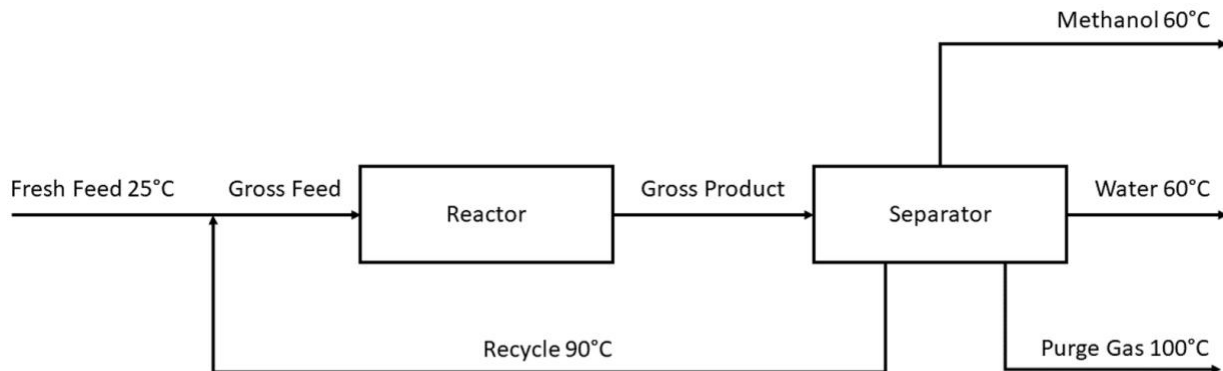 Methanol 60°C
Fresh Feed 25°C
Gross Feed
Reactor
Gross Product
Separator
Water 60°C
Recycle 90°C
Purge Gas 100°C